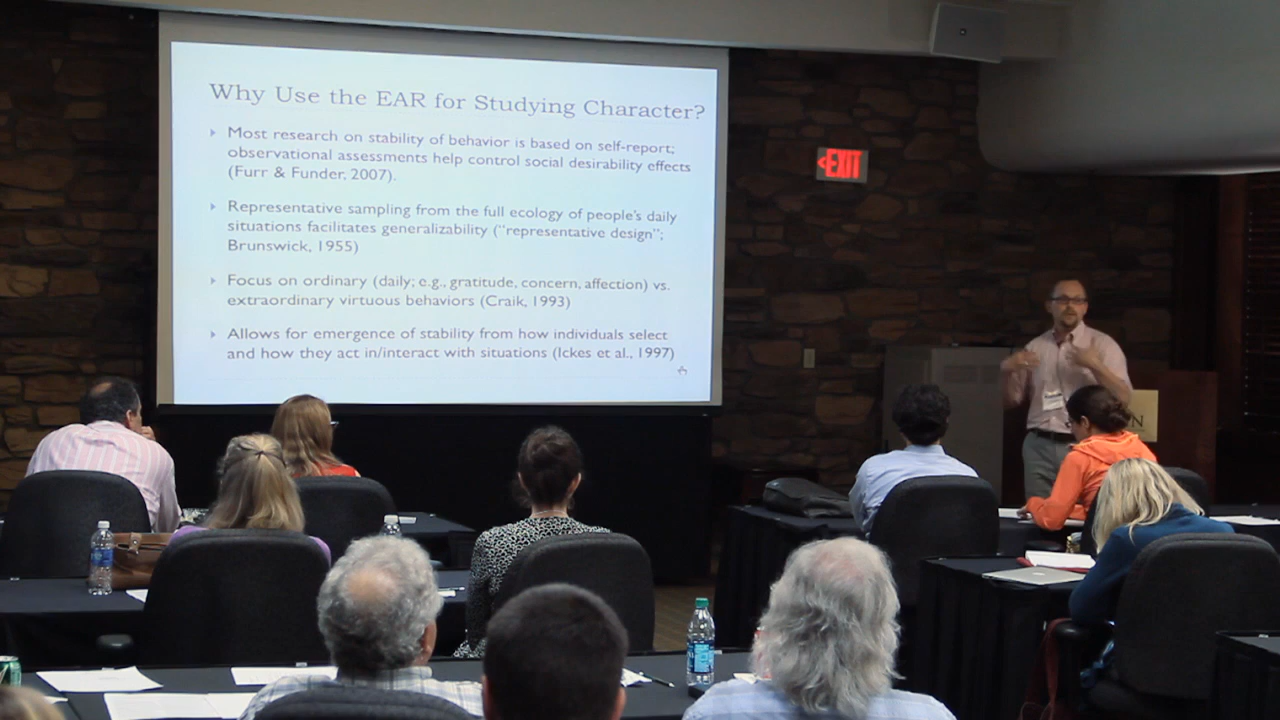 Why Use the EAR for Studying Character?
Most research on stability of behavior is based on self-report;
observational assessments help control social desirability effects
(Furr & Funder, 2007).
Representative sampling from the full ecology of people's daily
situations facilitates generalizability ("representative design";
Brunswick, 1955)
Focus on ordinary (daily; e.g., gratitude, concern, affection) vs.
extraordinary virtuous behaviors (Craik, 1993)
Allows for emergence of stability from how individuals select
and how they act in/interact with situations (Ickes et al., 1997)
<EXIT